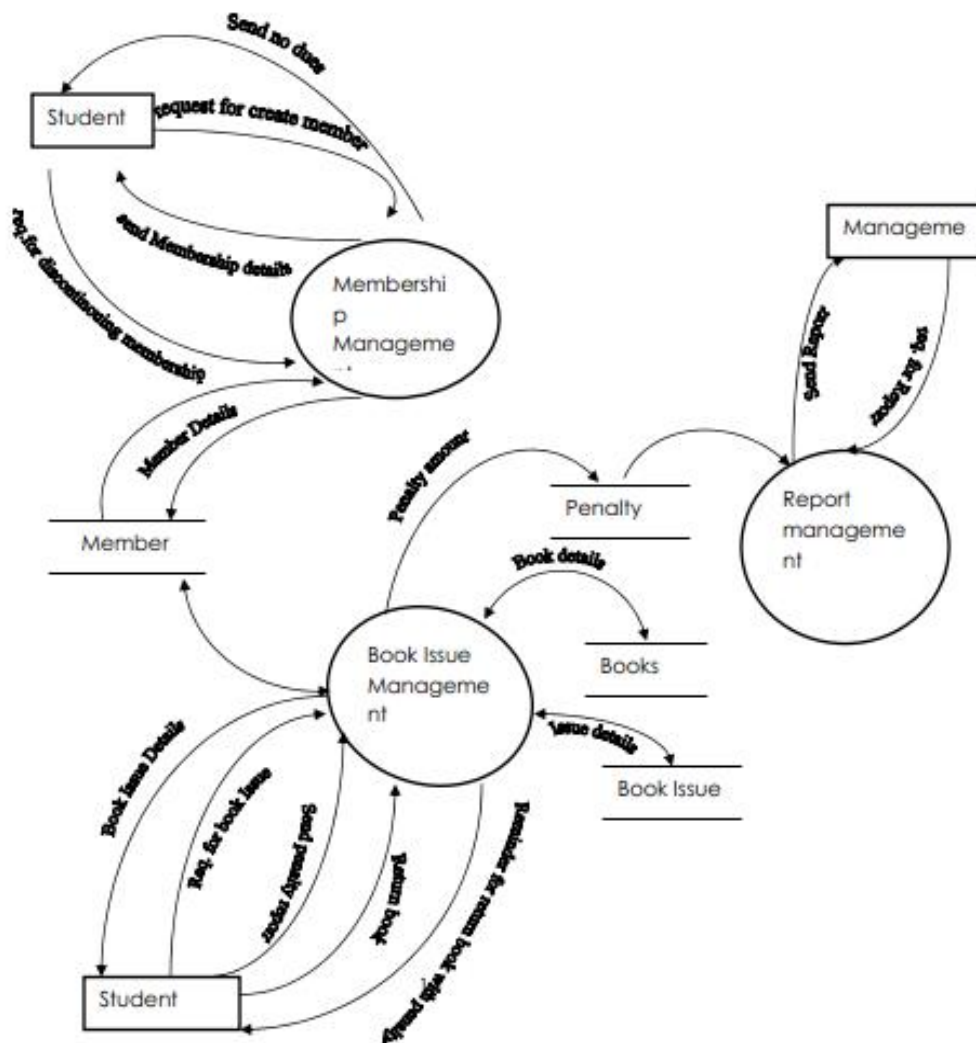 Send no dues
Student
Request for create member
send Membership details
req.for discontinouing membership
Manageme
Membershi
p
Manageme
Send Report
req. for Report
Member Details
Penalty amount
Penalty
Report
manageme
nt
Member
Book details
Book Issue
Manageme
nt
Books
Issue details
Book Issue
Book Issue Details
Req. for book Issue
Send penalty report
Return book
Reminder for return book with penalty
Student